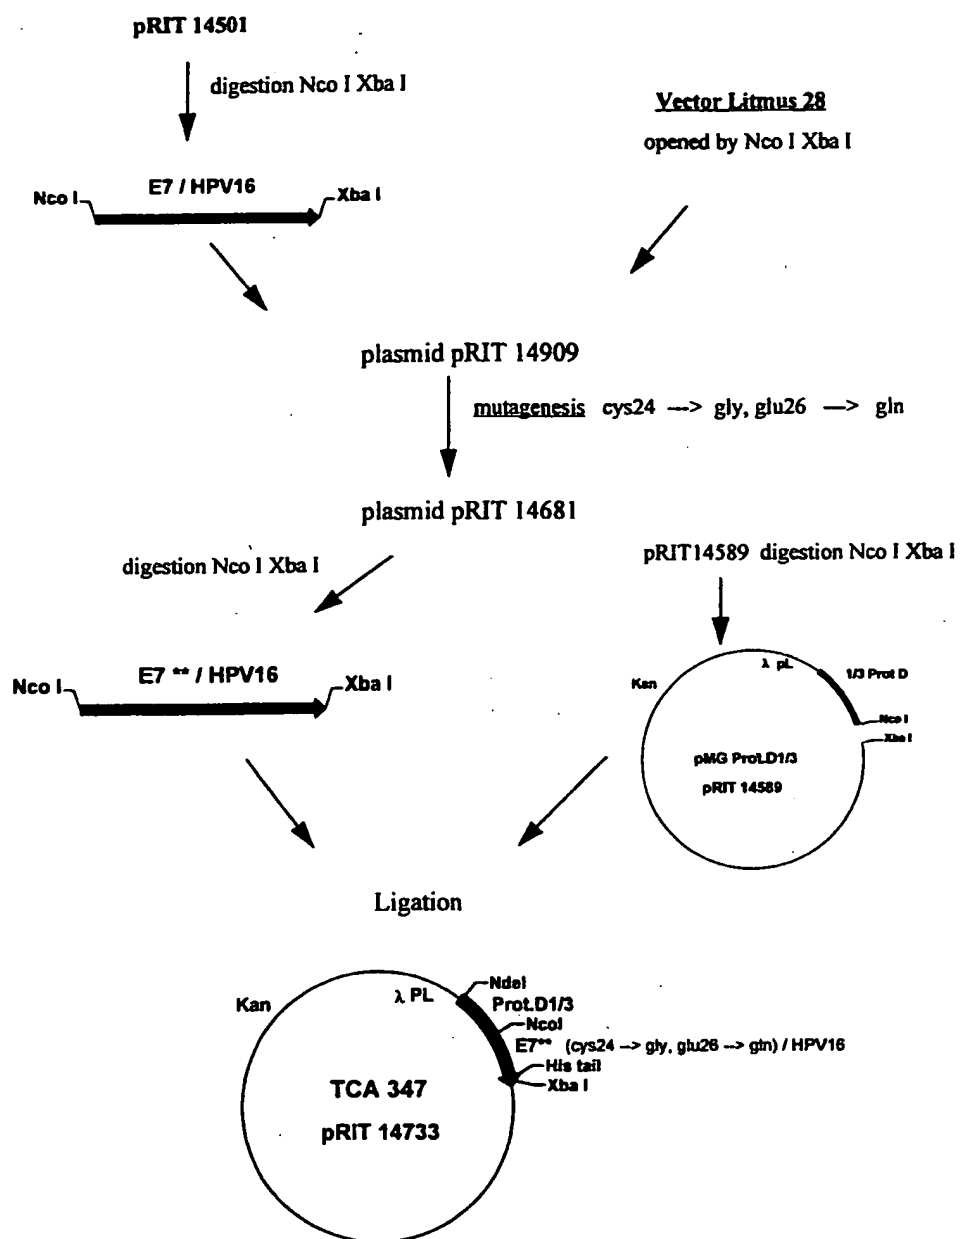 pRIT 14501
digestion Nco I Xba I
Vector Litmus 28
opened by Nco I Xba I
E7 / HPV16
Nco I
Xba I
plasmid pRIT 14909
mutagenesis cys24 —> gly, glu26 —> gln
plasmid pRIT 14681
digestion Nco I Xba I
pRIT14589 digestion Nco I Xba I
E7 ** / HPV16
Nco I
Xba I
λ pL
1/3 Prot D
Kan
Nco I
Xba I
pMG Prot.D1/3
pRIT 14589
Ligation
Kan
λ PL
NdeI
Prot.D1/3
NcoI
E7** (cys24 --> gly, glu26 --> gln) / HPV16
His tail
Xba I
TCA 347
pRIT 14733